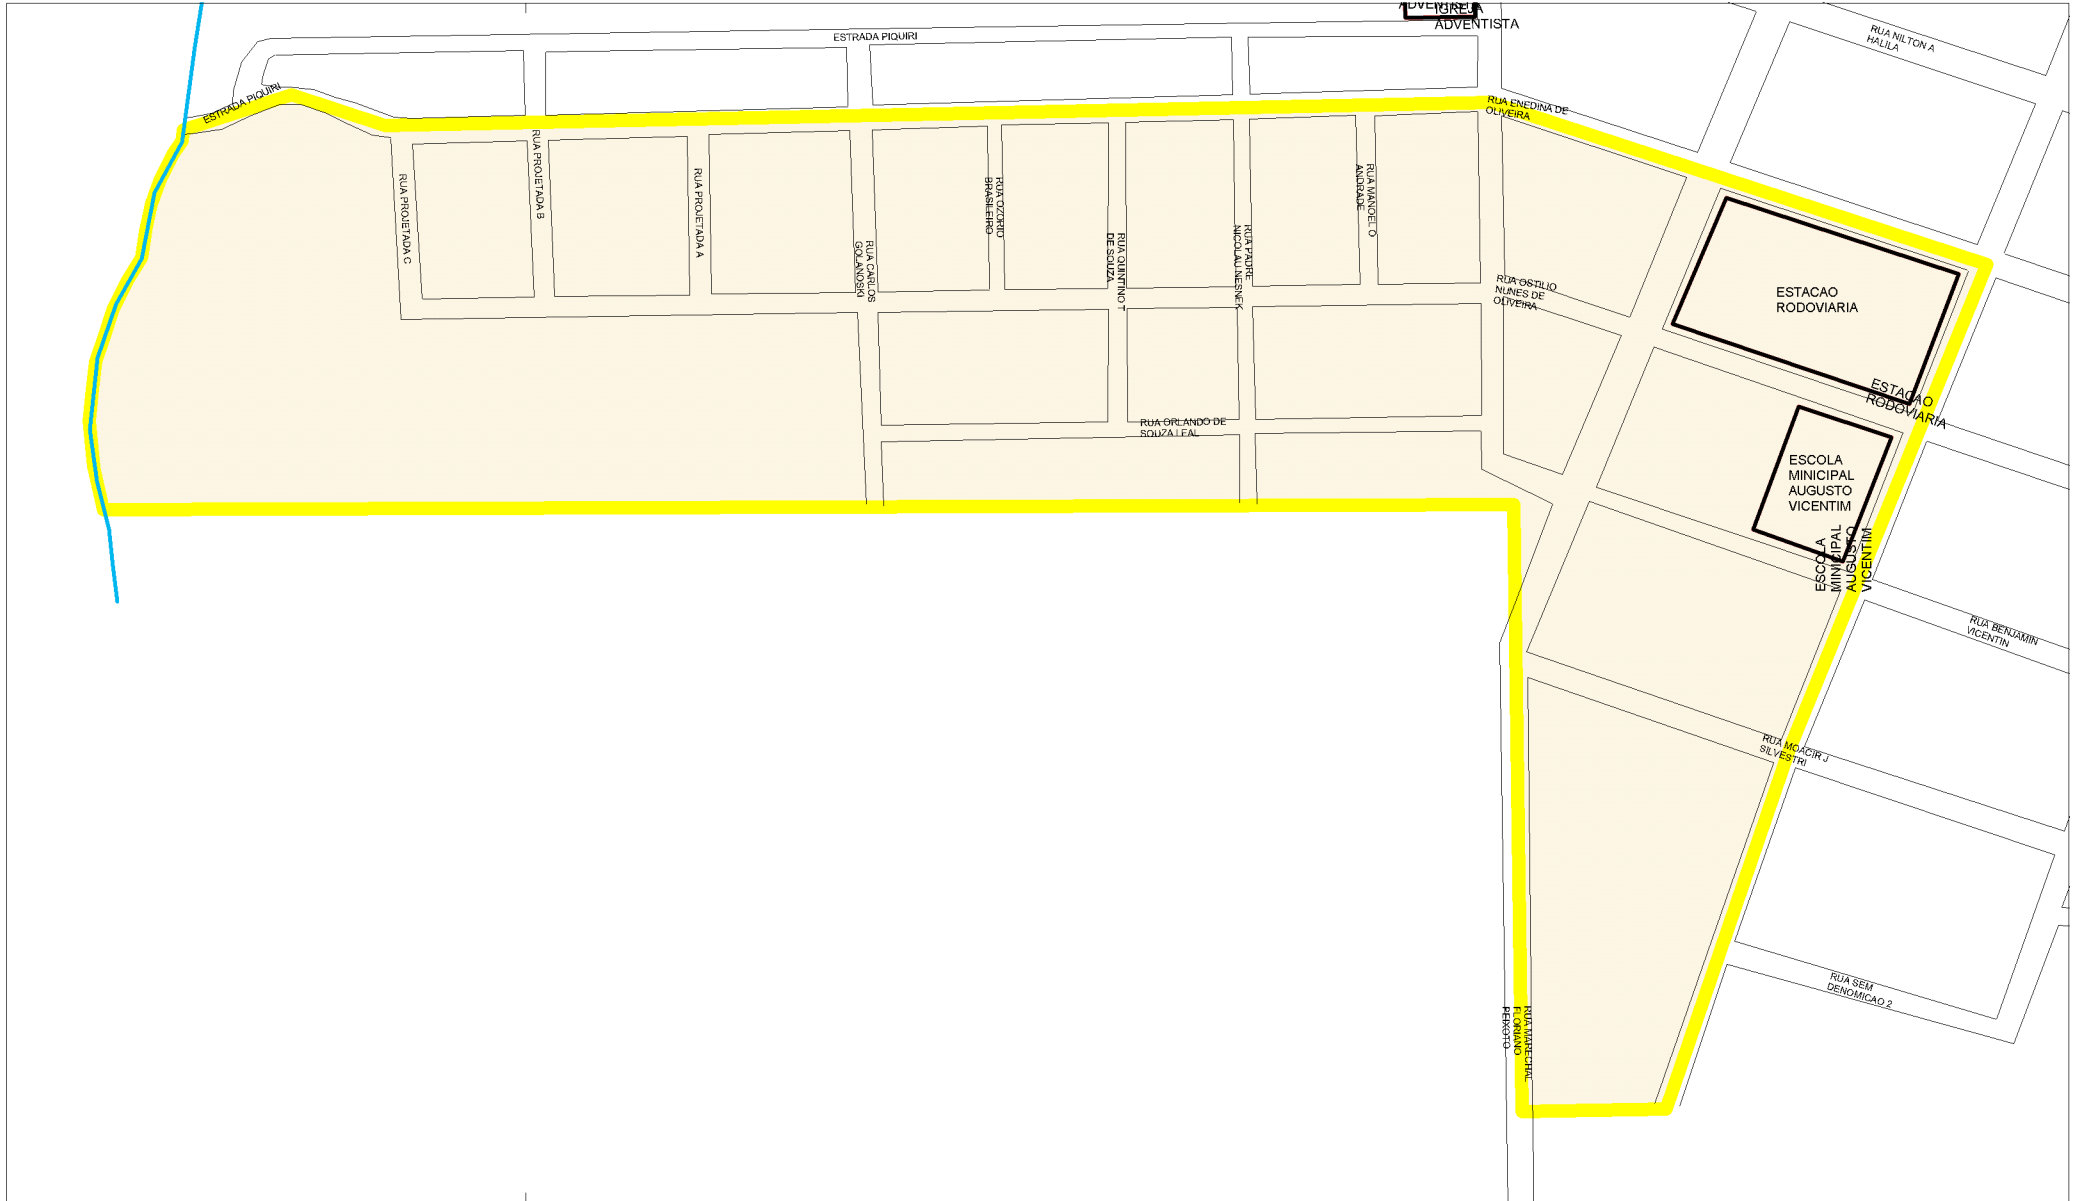 ADVENTISTA
IGREJA
ADVENTISTA
ESTRADA PIQUIRI
RUA NILTON A
HALILA
ESTRADA PIQUIRI
RUA ENEDINA DE
OLIVEIRA
RUA PROJETADA C
RUA PROJETADA B
RUA PROJETADA A
RUA CARLOS
GOLANOSKI
RUA OZORIO
BRASILEIRO
RUA QUINTINO T
DE SOUZA
RUA PADRE
NICOLAU NESNEK
RUA MANOEL O
ANDRADE
RUA OSTILIO
NUNES DE
OLIVEIRA
ESTACAO
RODOVIARIA
ESTACAO
RODOVIARIA
RUA ORLANDO DE
SOUZA LEAL
ESCOLA
MINICIPAL
AUGUSTO
VICENTIM
ESCOLA
MINICIPAL
AUGUSTO
VICENTIM
RUA BENJAMIN
VICENTIN
RUA MOACIR J
SILVESTRI
RUA SEM
DENOMICAO 2
RUA MARECHAL
FLORIANO
PEIXOTO